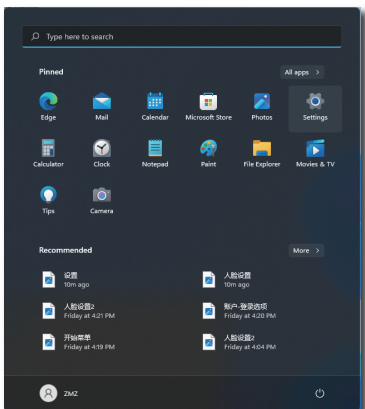 Type here to search
Pinned
All apps >
Edge
Mail
Calendar
Microsoft Store
Photos
Settings
Calculator
Clock
Notepad
Paint
File Explorer
Movies & TV
Tips
Camera
Recommended
More >
设置
10m ago
人脸设置
10m ago
人脸设置2
Friday at 4:21 PM
账户-登录选项
Friday at 4:20 PM
开始菜单
Friday at 4:19 PM
人脸设置2
Friday at 4:04 PM
ZMZ